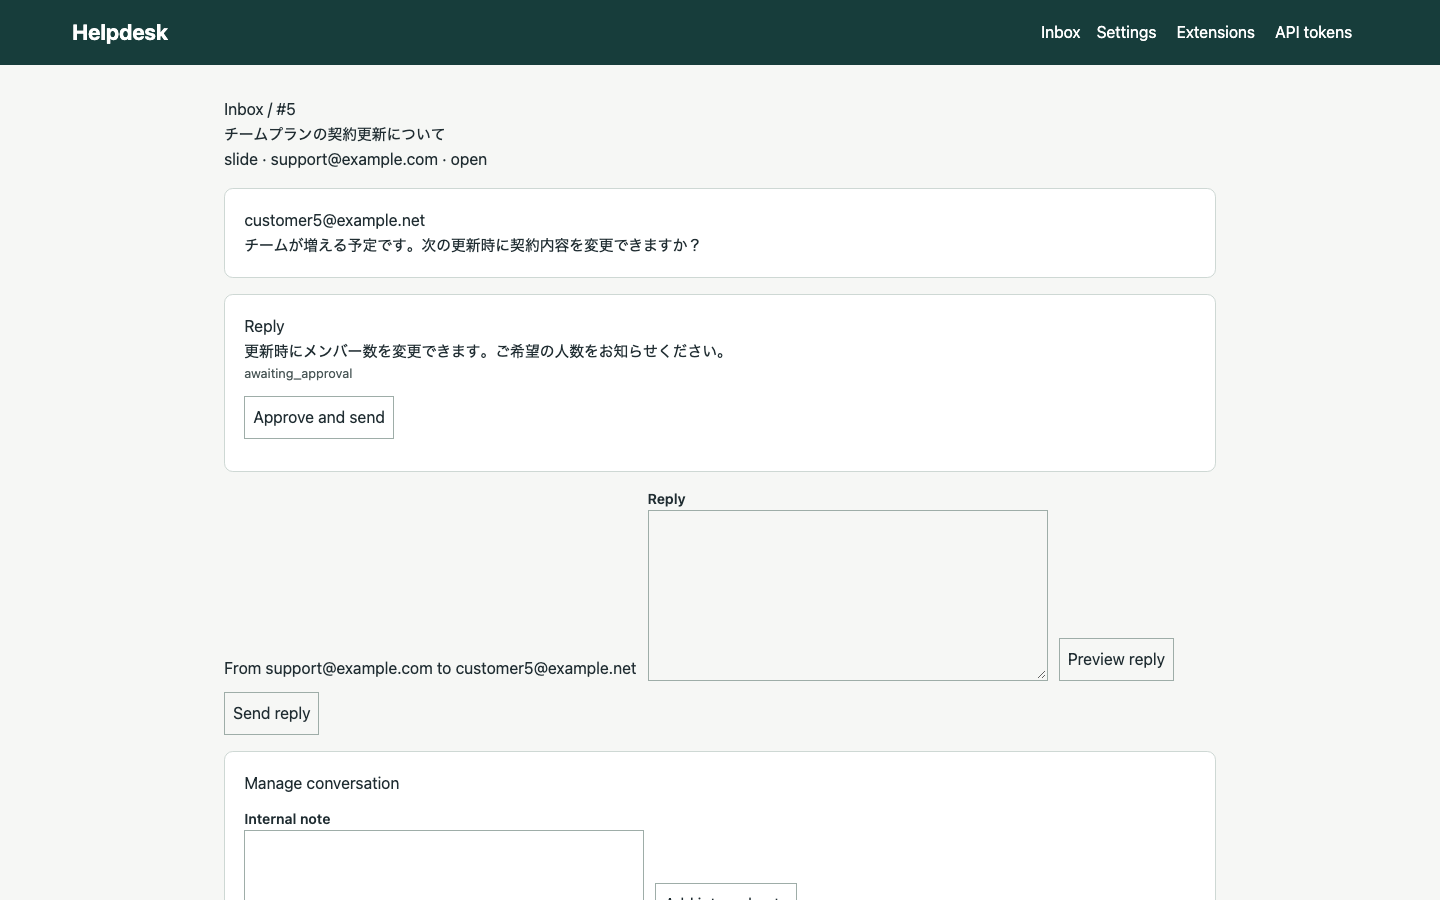 Helpdesk
Inbox Settings Extensions API tokens
Inbox / #5
チームプランの契約更新について
slide · support@example.com · open
customer5@example.net
チームが増える予定です。次の更新時に契約内容を変更できますか？
Reply
更新時にメンバー数を変更できます。ご希望の人数をお知らせください。
awaiting_approval
Approve and send
Reply
From support@example.com to customer5@example.net
Preview reply
Send reply
Manage conversation
Internal note